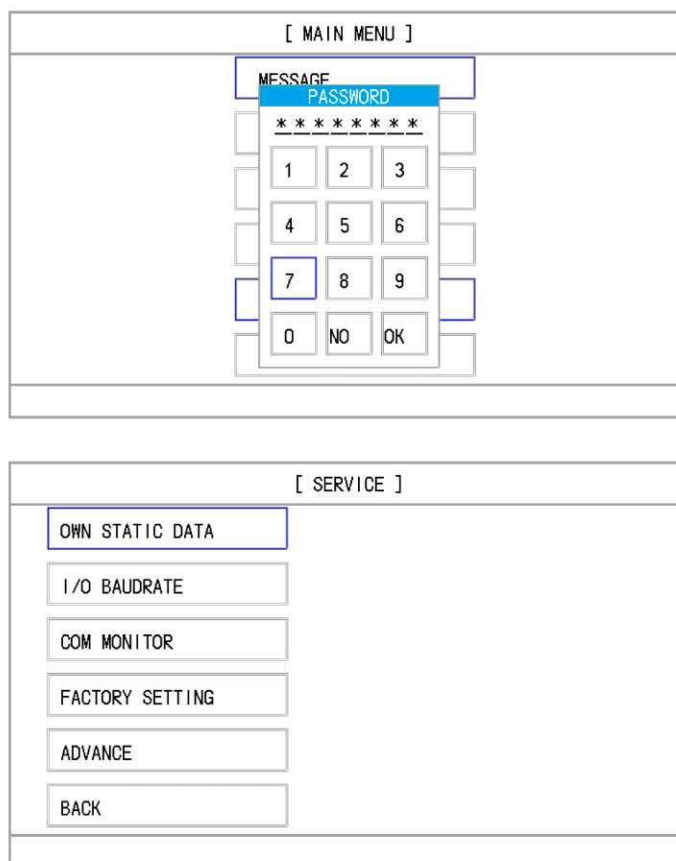 [ MAIN MENU ]
MESSAGE
PASSWORD
* * * * * * * *
1 2 3
4 5 6
7 8 9
0 NO OK
[ SERVICE ]
OWN STATIC DATA
I/O BAUDRATE
COM MONITOR
FACTORY SETTING
ADVANCE
BACK